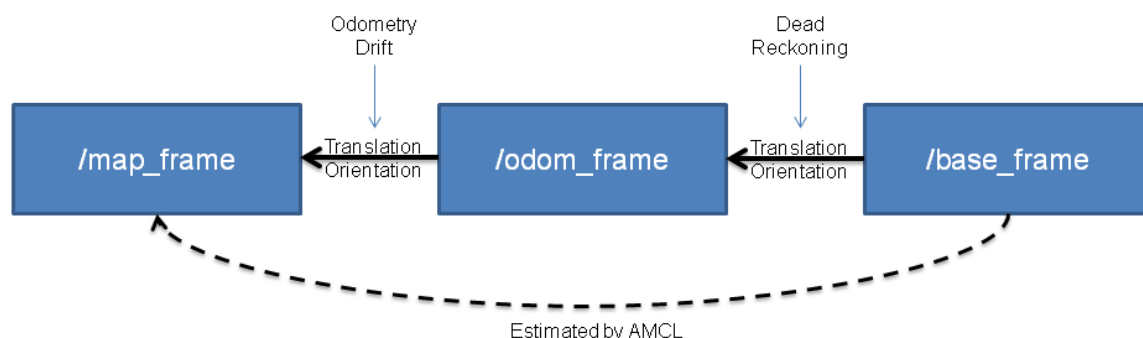 Odometry
Drift
Dead
Reckoning
/map_frame
Translation
Orientation
/odom_frame
Translation
Orientation
/base_frame
Estimated by AMCL